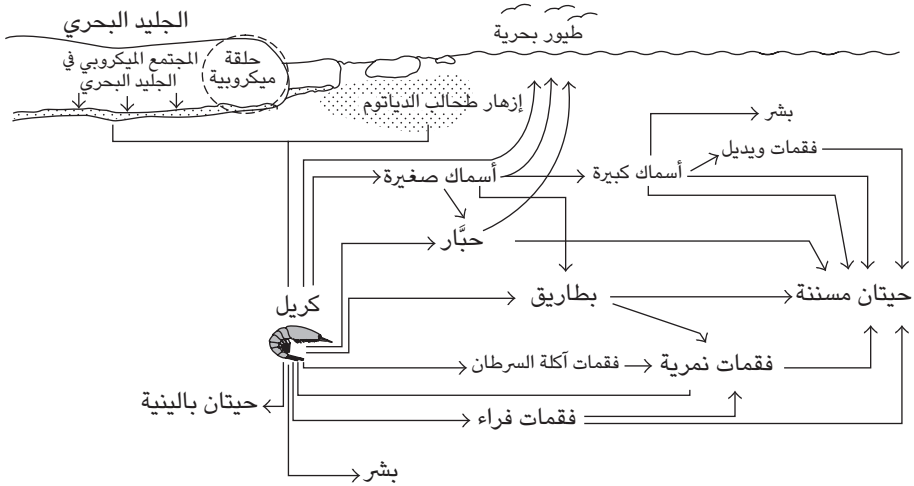 الجليد البحري
طيور بحرية
حلقة
ميكروبية
المجتمع الميكروبي في
الجليد البحري
إزهار طحالب الدياتوم
بشر
فقمات ويديل
أسماك كبيرة
أسماك صغيرة
حبَّار
كريل
بطاريق
حيتان مسننة
فقمات آكلة السرطان
فقمات نمرية
حيتان بالينية
فقمات فراء
بشر